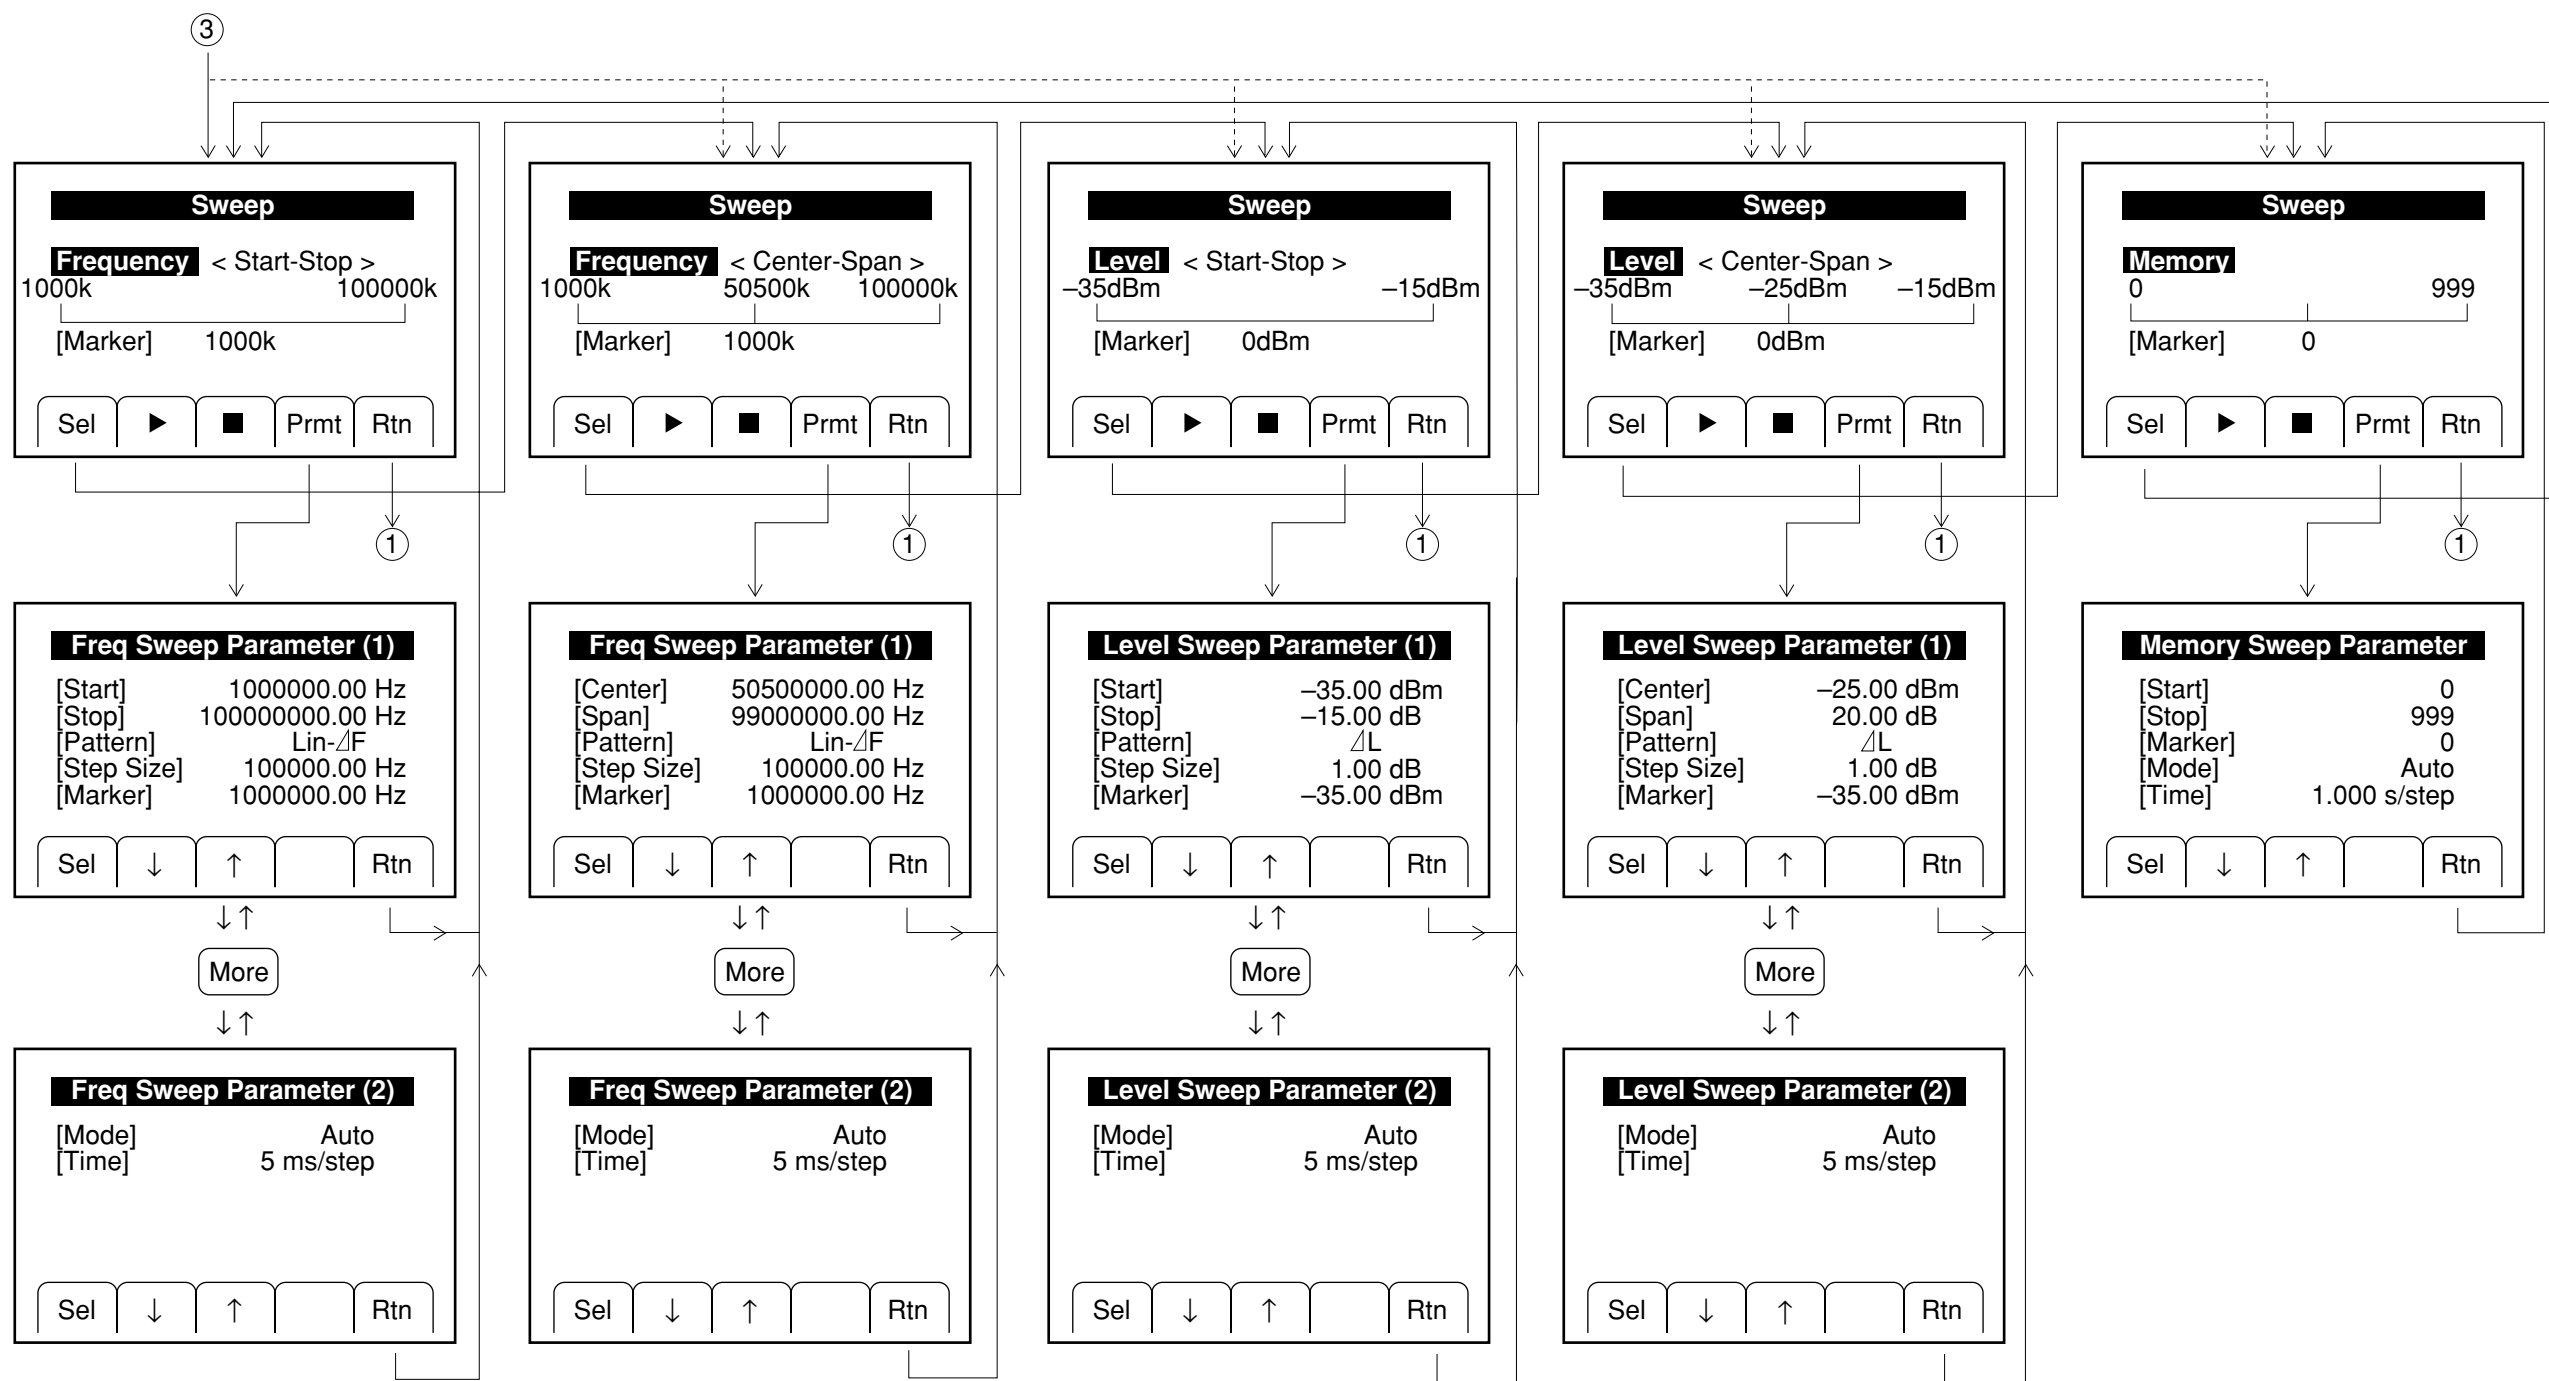 3
Sweep
Frequency < Start-Stop >
1000k 100000k
[Marker] 1000k
Sel ▶ ■ Prmt Rtn
1
Sweep
Frequency < Center-Span >
1000k 50500k 100000k
[Marker] 1000k
Sel ▶ ■ Prmt Rtn
1
Sweep
Level < Start-Stop >
–35dBm –15dBm
[Marker] 0dBm
Sel ▶ ■ Prmt Rtn
1
Sweep
Level < Center-Span >
–35dBm –25dBm –15dBm
[Marker] 0dBm
Sel ▶ ■ Prmt Rtn
1
Sweep
Memory
0 999
[Marker] 0
Sel ▶ ■ Prmt Rtn
1
Freq Sweep Parameter (1)
[Start] 1000000.00 Hz
[Stop] 100000000.00 Hz
[Pattern] Lin-⊿F
[Step Size] 100000.00 Hz
[Marker] 1000000.00 Hz
Sel ↓ ↑ Rtn
↓↑
More
↓↑
Freq Sweep Parameter (1)
[Center] 50500000.00 Hz
[Span] 99000000.00 Hz
[Pattern] Lin-⊿F
[Step Size] 100000.00 Hz
[Marker] 1000000.00 Hz
Sel ↓ ↑ Rtn
↓↑
More
↓↑
Level Sweep Parameter (1)
[Start] –35.00 dBm
[Stop] –15.00 dB
[Pattern] ⊿L
[Step Size] 1.00 dB
[Marker] –35.00 dBm
Sel ↓ ↑ Rtn
↓↑
More
↓↑
Level Sweep Parameter (1)
[Center] –25.00 dBm
[Span] 20.00 dB
[Pattern] ⊿L
[Step Size] 1.00 dB
[Marker] –35.00 dBm
Sel ↓ ↑ Rtn
↓↑
More
↓↑
Memory Sweep Parameter
[Start] 0
[Stop] 999
[Marker] 0
[Mode] Auto
[Time] 1.000 s/step
Sel ↓ ↑ Rtn
Freq Sweep Parameter (2)
[Mode] Auto
[Time] 5 ms/step
Sel ↓ ↑ Rtn
Freq Sweep Parameter (2)
[Mode] Auto
[Time] 5 ms/step
Sel ↓ ↑ Rtn
Level Sweep Parameter (2)
[Mode] Auto
[Time] 5 ms/step
Sel ↓ ↑ Rtn
Level Sweep Parameter (2)
[Mode] Auto
[Time] 5 ms/step
Sel ↓ ↑ Rtn